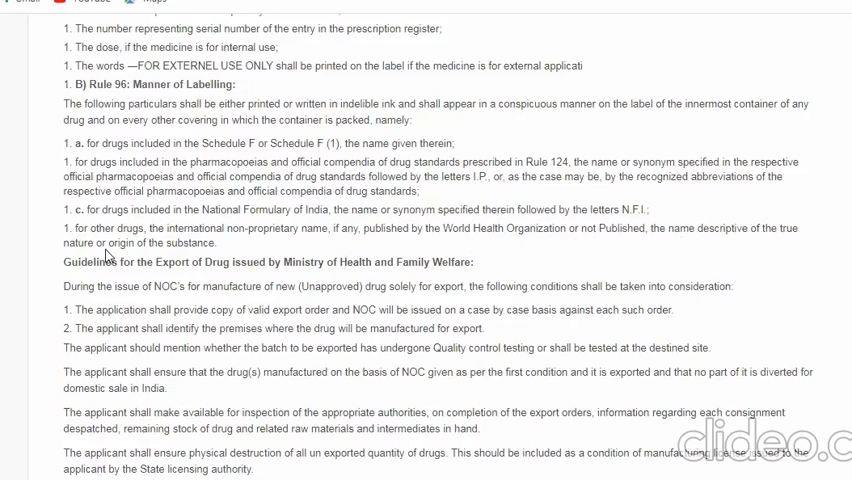 Gmail YouTube Maps
1. The number representing serial number of the entry in the prescription register;
1. The dose, if the medicine is for internal use;
1. The words —FOR EXTERNEL USE ONLY shall be printed on the label if the medicine is for external applicati
1. B) Rule 96: Manner of Labelling:
The following particulars shall be either printed or written in indelible ink and shall appear in a conspicuous manner on the label of the innermost container of any
drug and on every other covering in which the container is packed, namely:
1. a. for drugs included in the Schedule F or Schedule F (1), the name given therein;
1. for drugs included in the pharmacopoeias and official compendia of drug standards prescribed in Rule 124, the name or synonym specified in the respective
official pharmacopoeias and official compendia of drug standards followed by the letters I.P., or, as the case may be, by the recognized abbreviations of the
respective official pharmacopoeias and official compendia of drug standards;
1. c. for drugs included in the National Formulary of India, the name or synonym specified therein followed by the letters N.F.I.;
1. for other drugs, the international non-proprietary name, if any, published by the World Health Organization or not Published, the name descriptive of the true
nature or origin of the substance.
Guidelines for the Export of Drug issued by Ministry of Health and Family Welfare:
During the issue of NOC's for manufacture of new (Unapproved) drug solely for export, the following conditions shall be taken into consideration:
1. The application shall provide copy of valid export order and NOC will be issued on a case by case basis against each such order.
2. The applicant shall identify the premises where the drug will be manufactured for export.
The applicant should mention whether the batch to be exported has undergone Quality control testing or shall be tested at the destined site.
The applicant shall ensure that the drug(s) manufactured on the basis of NOC given as per the first condition and it is exported and that no part of it is diverted for
domestic sale in India.
The applicant shall make available for inspection of the appropriate authorities, on completion of the export orders, information regarding each consignment
despatched, remaining stock of drug and related raw materials and intermediates in hand.
The applicant shall ensure physical destruction of all un exported quantity of drugs. This should be included as a condition of manufacturing license issued to the
applicant by the State licensing authority.
clideo.c